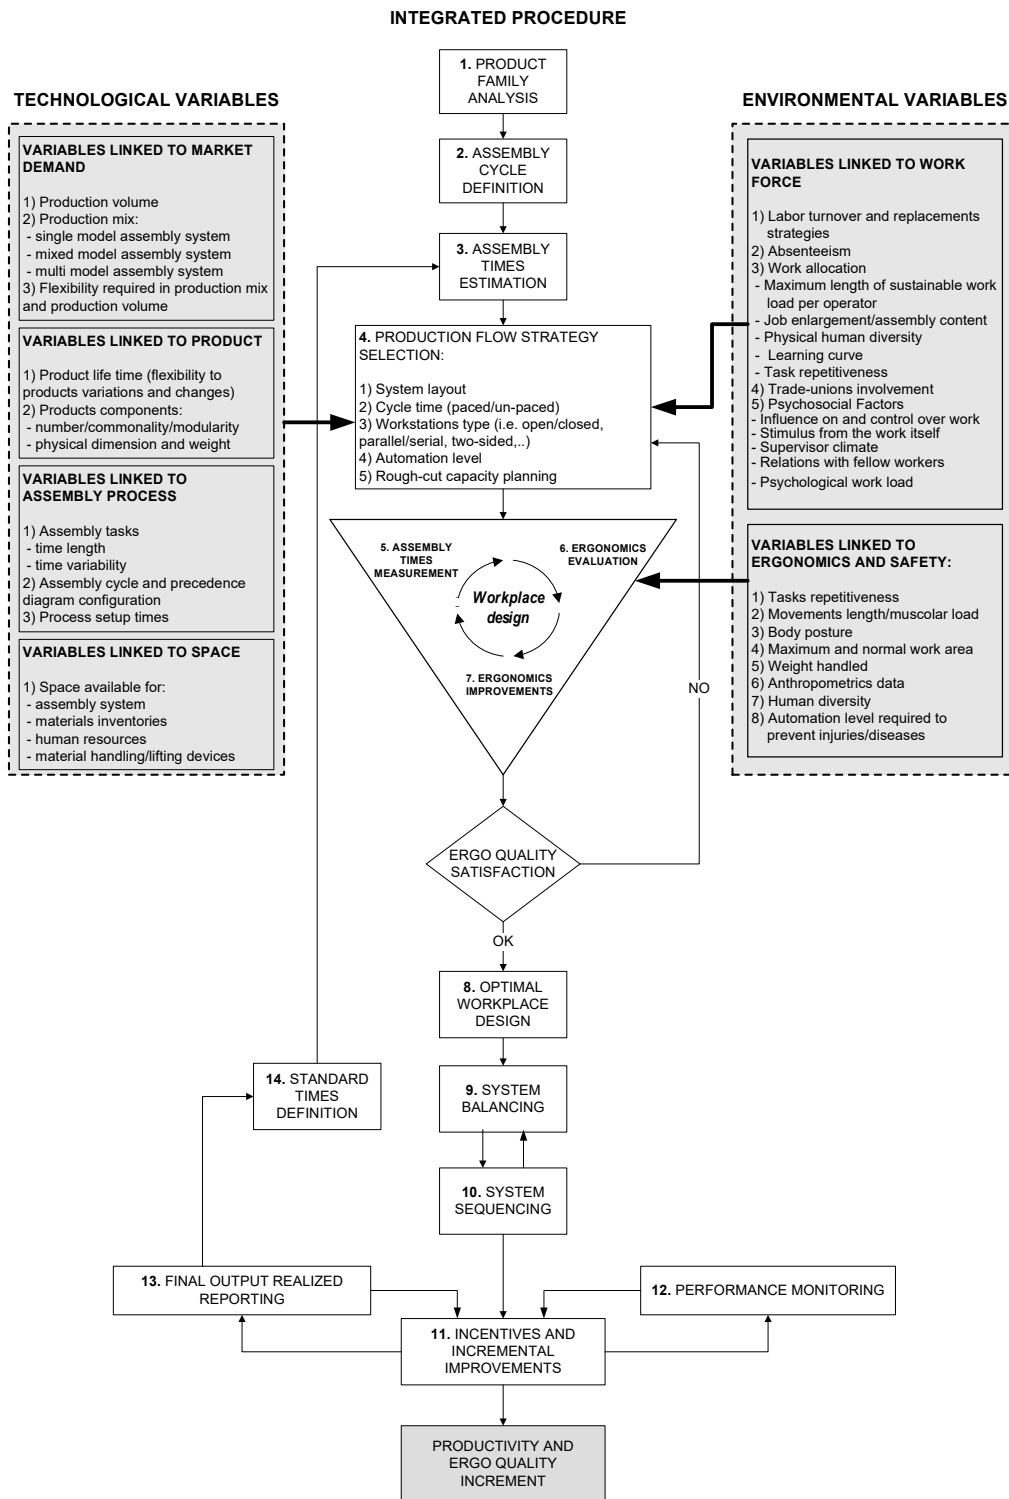 INTEGRATED PROCEDURE
TECHNOLOGICAL VARIABLES
VARIABLES LINKED TO MARKET
DEMAND
1) Production volume
2) Production mix:
- single model assembly system
- mixed model assembly system
- multi model assembly system
3) Flexibility required in production mix
and production volume
VARIABLES LINKED TO PRODUCT
1) Product life time (flexibility to
products variations and changes)
2) Products components:
- number/commonality/modularity
- physical dimension and weight
VARIABLES LINKED TO
ASSEMBLY PROCESS
1) Assembly tasks
- time length
- time variability
2) Assembly cycle and precedence
diagram configuration
3) Process setup times
VARIABLES LINKED TO SPACE
1) Space available for:
- assembly system
- materials inventories
- human resources
- material handling/lifting devices
1. PRODUCT
FAMILY
ANALYSIS
2. ASSEMBLY
CYCLE
DEFINITION
3. ASSEMBLY
TIMES
ESTIMATION
4. PRODUCTION FLOW STRATEGY
SELECTION:
1) System layout
2) Cycle time (paced/un-paced)
3) Workstations type (i.e. open/closed,
parallel/serial, two-sided,..)
4) Automation level
5) Rough-cut capacity planning
5. ASSEMBLY
TIMES
MEASUREMENT
6. ERGONOMICS
EVALUATION
Workplace
design
7. ERGONOMICS
IMPROVEMENTS
NO
ERGO QUALITY
SATISFACTION
OK
8. OPTIMAL
WORKPLACE
DESIGN
9. SYSTEM
BALANCING
10. SYSTEM
SEQUENCING
14. STANDARD
TIMES
DEFINITION
13. FINAL OUTPUT REALIZED
REPORTING
12. PERFORMANCE MONITORING
11. INCENTIVES AND
INCREMENTAL
IMPROVEMENTS
PRODUCTIVITY AND
ERGO QUALITY
INCREMENT
ENVIRONMENTAL VARIABLES
VARIABLES LINKED TO WORK
FORCE
1) Labor turnover and replacements
strategies
2) Absenteeism
3) Work allocation
- Maximum length of sustainable work
load per operator
- Job enlargement/assembly content
- Physical human diversity
- Learning curve
- Task repetitiveness
4) Trade-unions involvement
5) Psychosocial Factors
- Influence on and control over work
- Stimulus from the work itself
- Supervisor climate
- Relations with fellow workers
- Psychological work load
VARIABLES LINKED TO
ERGONOMICS AND SAFETY:
1) Tasks repetitiveness
2) Movements length/muscolar load
3) Body posture
4) Maximum and normal work area
5) Weight handled
6) Anthropometrics data
7) Human diversity
8) Automation level required to
prevent injuries/diseases